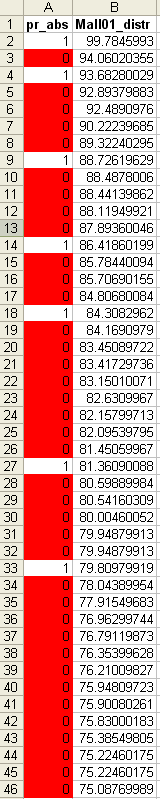 A B
1 pr_abs Mall01_distr
2 1 99.7845993
3 0 94.06020355
4 1 93.68280029
5 0 92.89379883
6 0 92.4890976
7 0 90.22239685
8 0 89.32240295
9 1 88.72619629
10 0 88.4878006
11 0 88.44139862
12 0 88.11949921
13 0 87.89360046
14 1 86.41860199
15 0 85.78440094
16 0 85.70690155
17 0 84.80680084
18 1 84.3082962
19 0 84.1690979
20 0 83.45089722
21 0 83.41729736
22 0 83.15010071
23 0 82.6309967
24 0 82.15799713
25 0 82.09539795
26 0 81.45059967
27 1 81.36090088
28 0 80.59889984
29 0 80.54160309
30 0 80.00460052
31 0 79.94879913
32 0 79.94879913
33 1 79.80979919
34 0 78.04389954
35 0 77.91549683
36 0 76.96299744
37 0 76.79119873
38 0 76.35399628
39 0 76.21009827
40 0 75.94809723
41 0 75.90080261
42 0 75.83000183
43 0 75.38549805
44 0 75.22460175
45 0 75.22460175
46 0 75.08769989